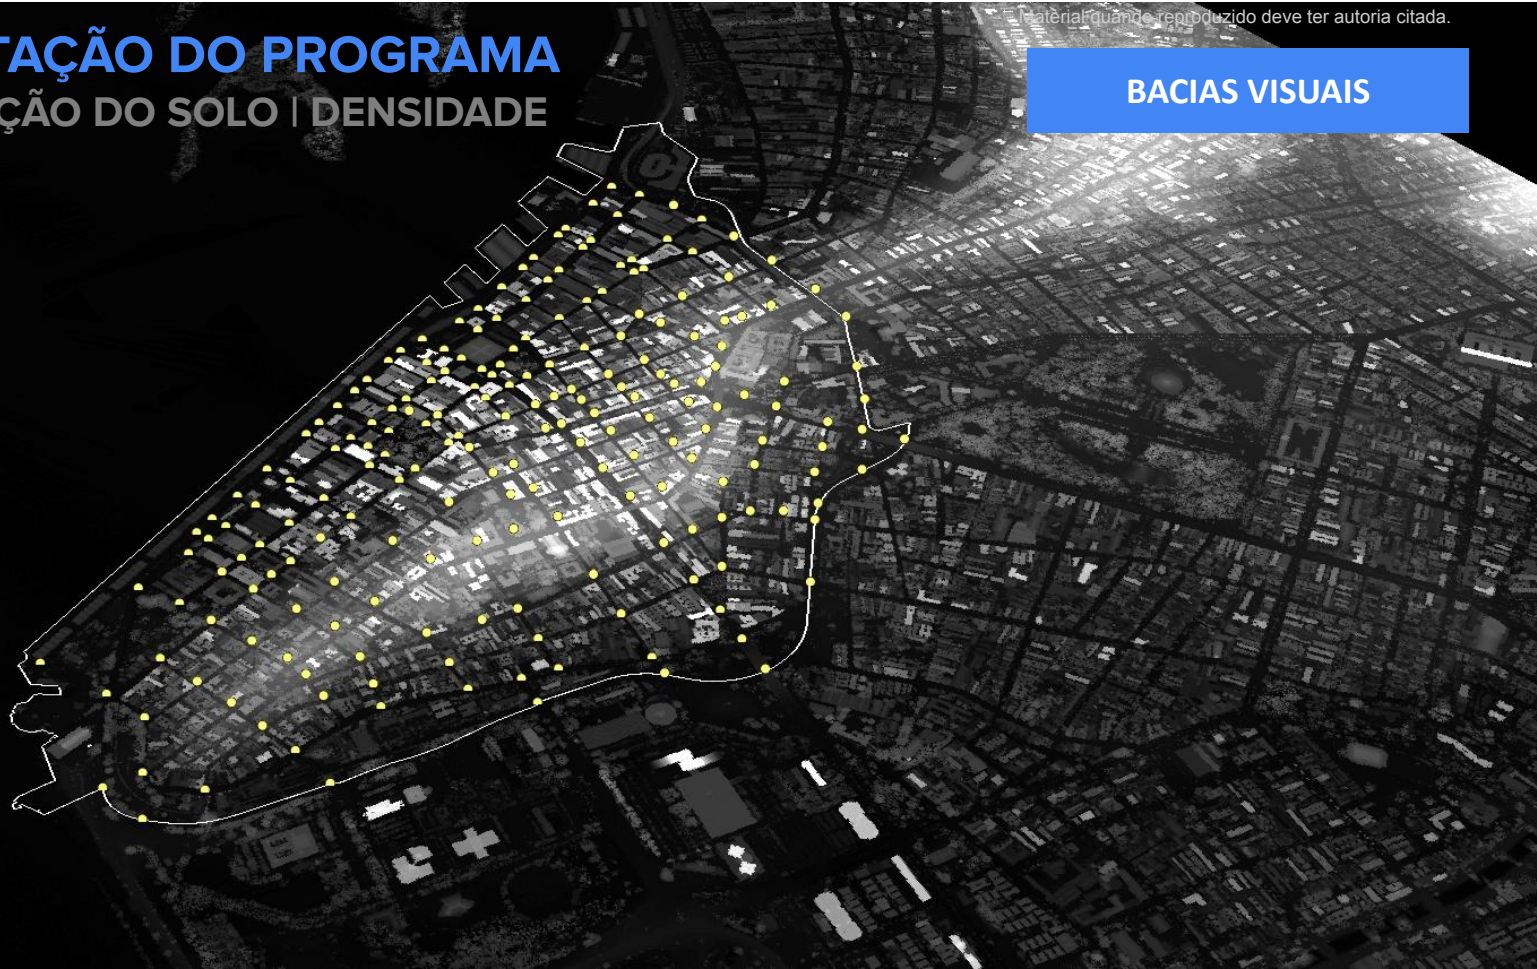 Material quando reproduzido deve ter autoria citada.
TAÇÃO DO PROGRAMA
ÇÃO DO SOLO | DENSIDADE
BACIAS VISUAIS